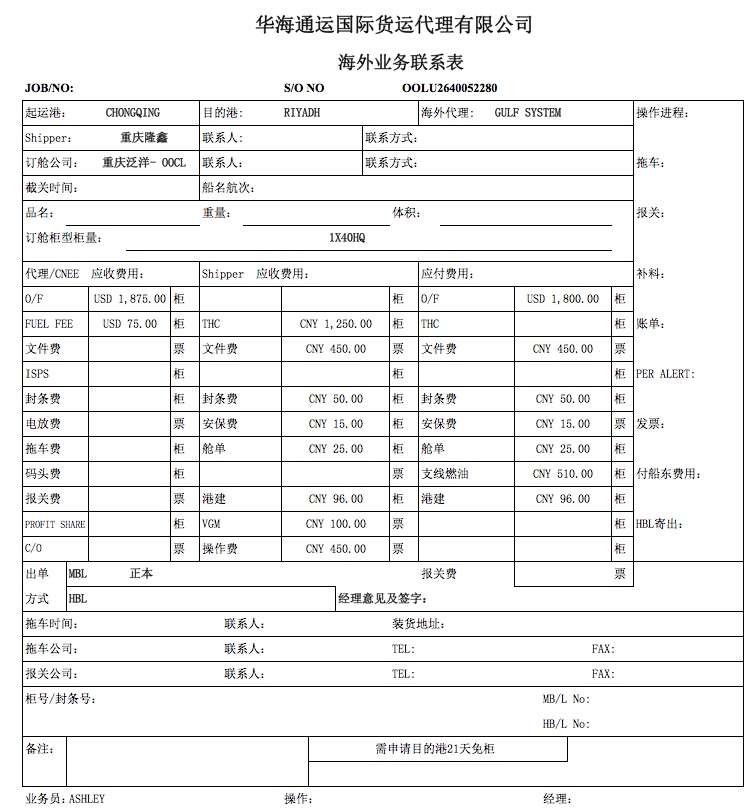 华海通运国际货运代理有限公司
海外业务联系表
JOB/NO: S/O NO OOLU2640052280
起运港: CHONGQING 目的港: RIYADH 海外代理: GULF SYSTEM 操作进程:
Shipper: 重庆隆鑫 联系人: 联系方式:
订舱公司: 重庆泛洋- OOCL 联系人: 联系方式: 拖车:
截关时间: 船名航次:
品名: 重量: 体积: 报关:
订舱柜型柜量: 1X40HQ
代理/CNEE 应收费用: Shipper 应收费用: 应付费用: 补料:
O/F USD 1,875.00 柜 柜 O/F USD 1,800.00 柜
FUEL FEE USD 75.00 柜 THC CNY 1,250.00 柜 THC 柜 账单:
文件费 票 文件费 CNY 450.00 票 文件费 CNY 450.00 票
ISPS 柜 柜 柜 PER ALERT:
封条费 柜 封条费 CNY 50.00 柜 封条费 CNY 50.00 柜
电放费 票 安保费 CNY 15.00 柜 安保费 CNY 15.00 柜 发票:
拖车费 柜 舱单 CNY 25.00 柜 舱单 CNY 25.00 柜
码头费 柜 票 支线燃油 CNY 510.00 柜 付船东费用:
报关费 票 港建 CNY 96.00 柜 港建 CNY 96.00 柜
PROFIT SHARE 柜 VGM CNY 100.00 票 柜 HBL寄出:
C/O 票 操作费 CNY 450.00 票 柜
出单 MBL 正本 报关费 票
方式 HBL 经理意见及签字:
拖车时间: 联系人: 装货地址:
拖车公司: 联系人: TEL: FAX:
报关公司: 联系人: TEL: FAX:
柜号/封条号: MB/L No:
HB/L No:
备注: 需申请目的港21天免柜
业务员: ASHLEY 操作: 经理: